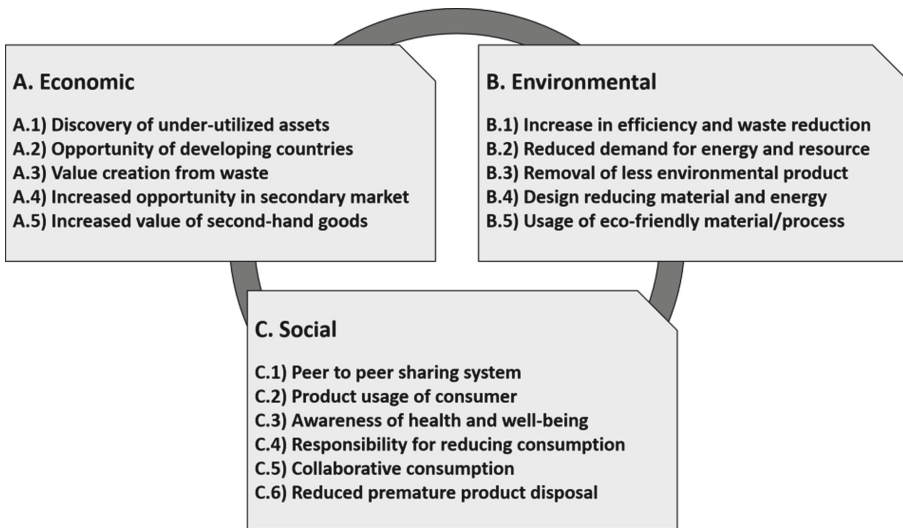 A. Economic
A.1) Discovery of under-utilized assets
A.2) Opportunity of developing countries
A.3) Value creation from waste
A.4) Increased opportunity in secondary market
A.5) Increased value of second-hand goods
B. Environmental
B.1) Increase in efficiency and waste reduction
B.2) Reduced demand for energy and resource
B.3) Removal of less environmental product
B.4) Design reducing material and energy
B.5) Usage of eco-friendly material/process
C. Social
C.1) Peer to peer sharing system
C.2) Product usage of consumer
C.3) Awareness of health and well-being
C.4) Responsibility for reducing consumption
C.5) Collaborative consumption
C.6) Reduced premature product disposal